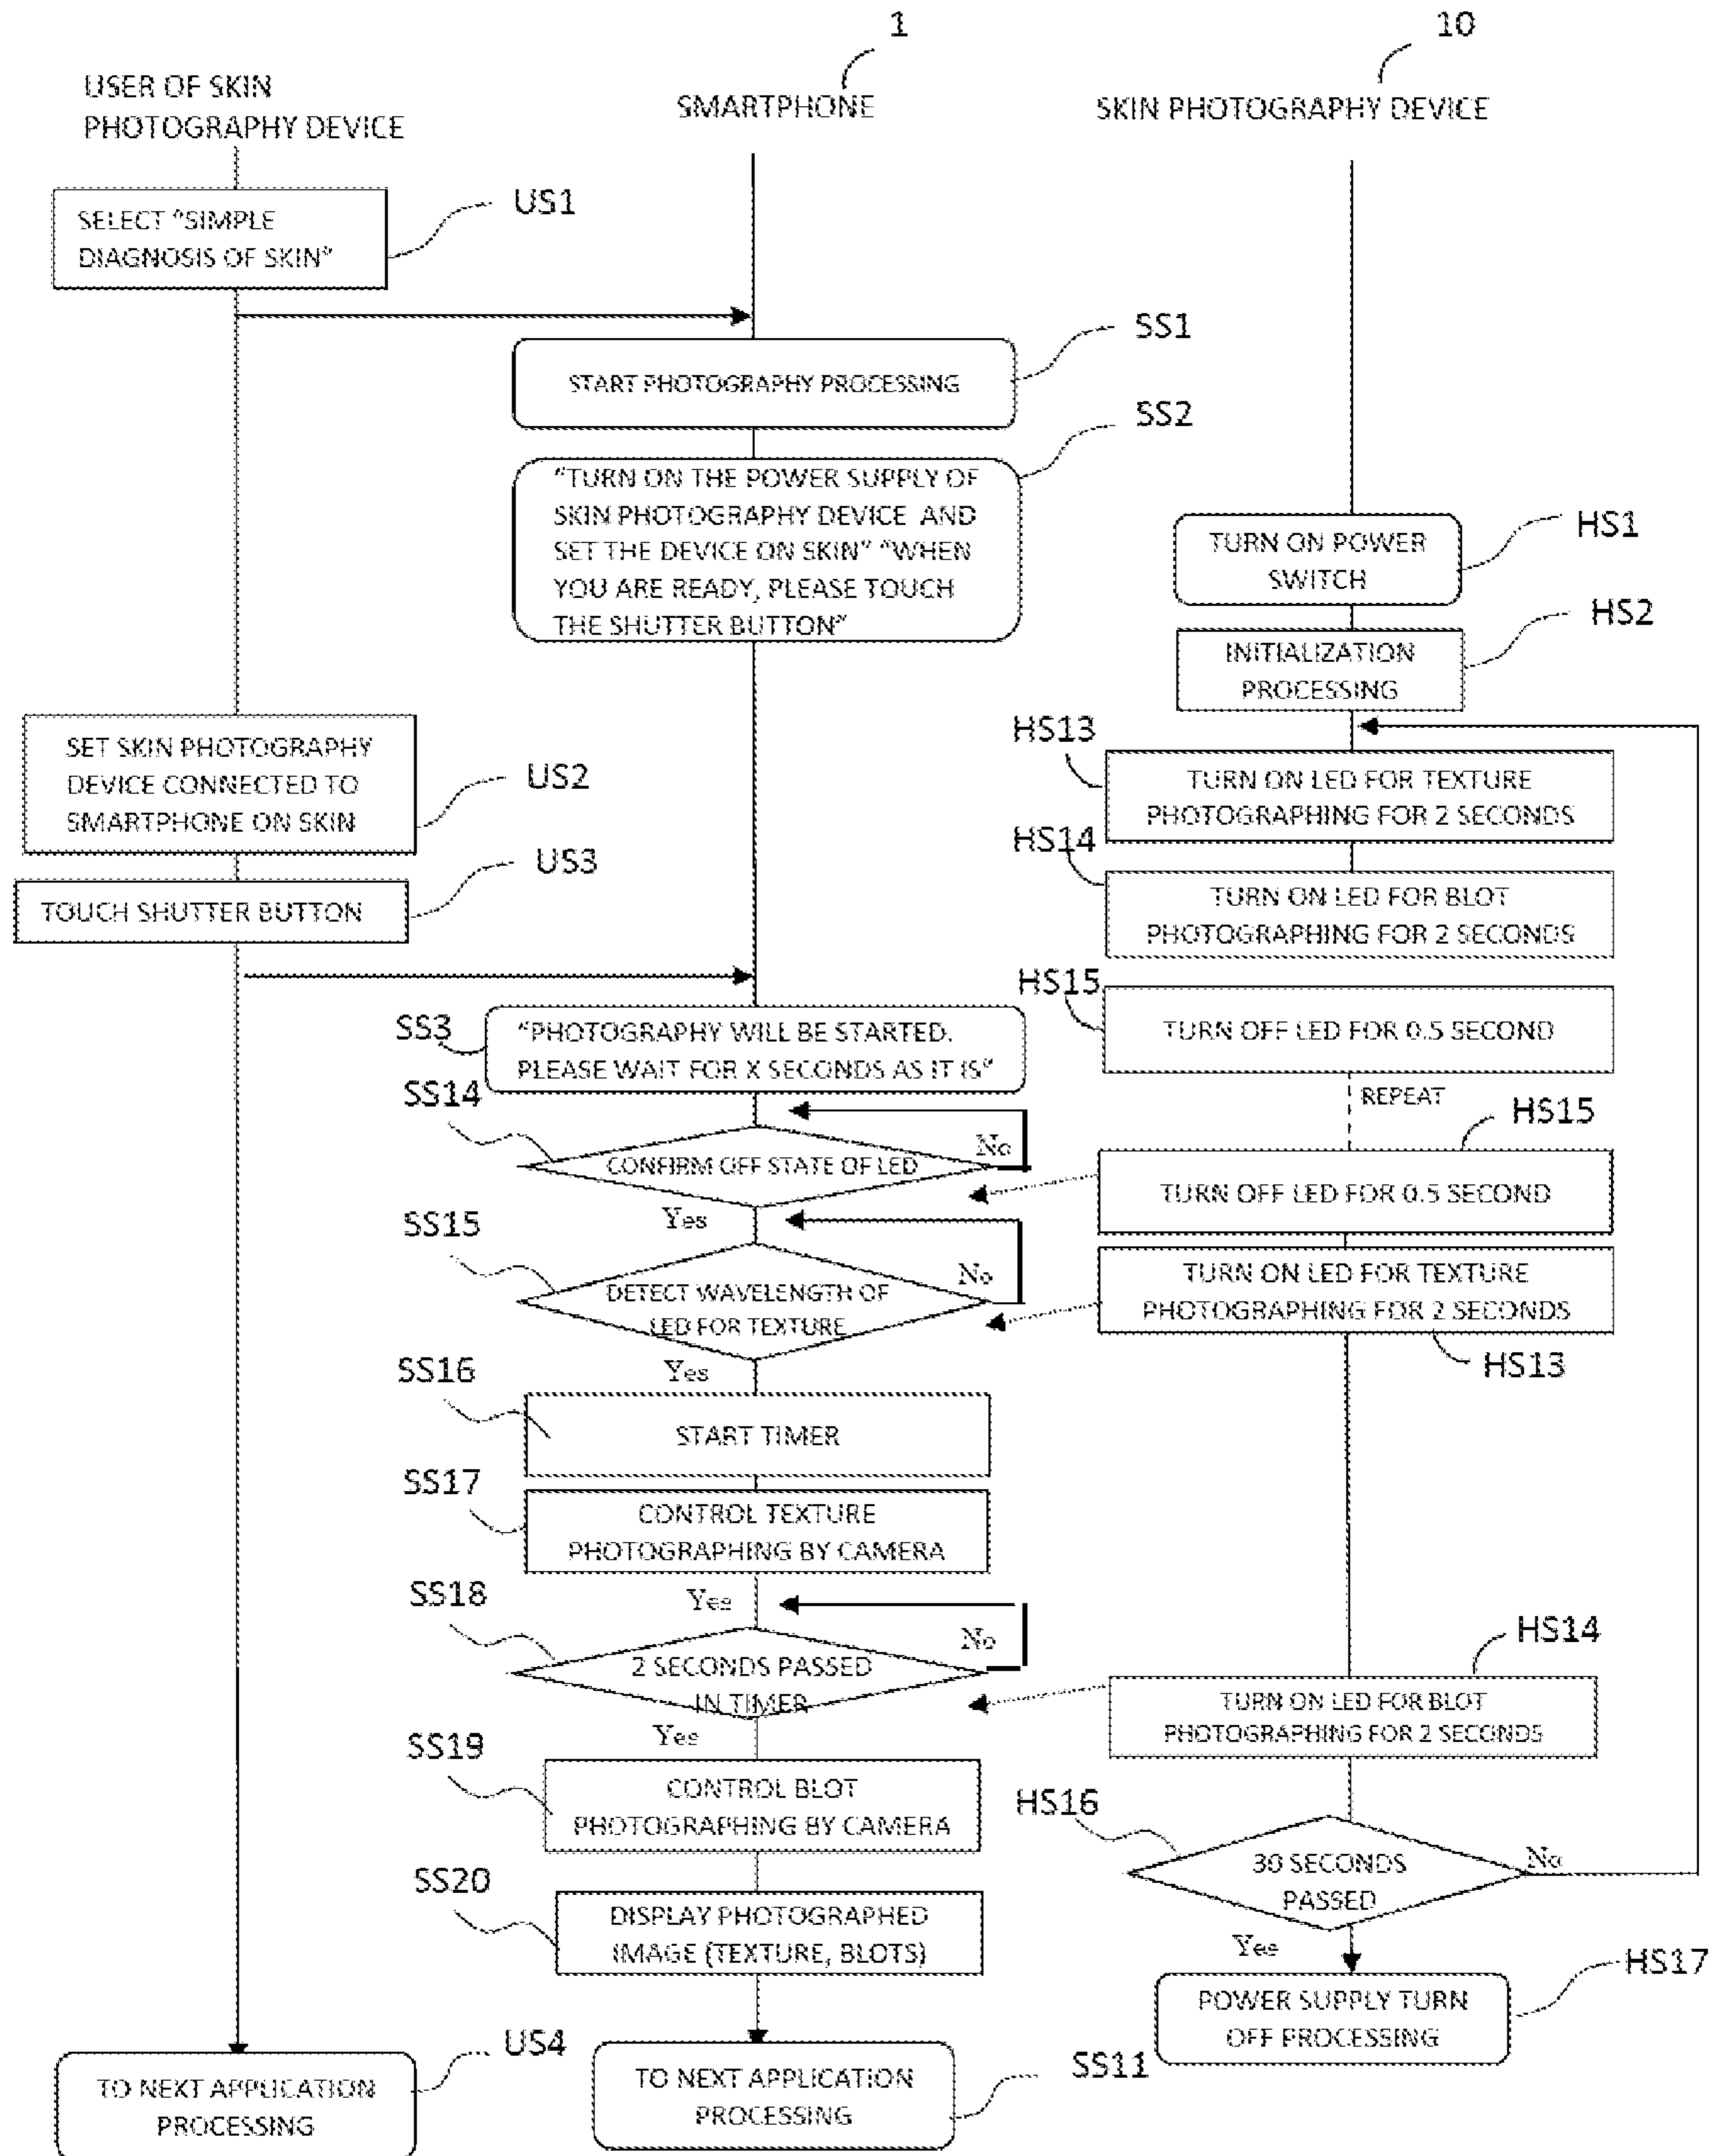 1
10
USER OF SKIN
PHOTOGRAPHY DEVICE
SMARTPHONE
SKIN PHOTOGRAPHY DEVICE
SELECT “SIMPLE
DIAGNOSIS OF SKIN”
US1
START PHOTOGRAPHY PROCESSING
SS1
“TURN ON THE POWER SUPPLY OF
SKIN PHOTOGRAPHY DEVICE AND
SET THE DEVICE ON SKIN” “WHEN
YOU ARE READY, PLEASE TOUCH
THE SHUTTER BUTTON”
SS2
TURN ON POWER
SWITCH
HS1
INITIALIZATION
PROCESSING
HS2
SET SKIN PHOTOGRAPHY
DEVICE CONNECTED TO
SMARTPHONE ON SKIN
US2
HS13
TURN ON LED FOR TEXTURE
PHOTOGRAPHING FOR 2 SECONDS
TOUCH SHUTTER BUTTON
US3
HS14
TURN ON LED FOR BLOT
PHOTOGRAPHING FOR 2 SECONDS
HS15
TURN OFF LED FOR 0.5 SECOND
REPEAT
SS3
“PHOTOGRAPHY WILL BE STARTED.
PLEASE WAIT FOR X SECONDS AS IT IS”
SS14
CONFIRM OFF STATE OF LED
No
Yes
HS15
TURN OFF LED FOR 0.5 SECOND
SS15
DETECT WAVELENGTH OF
LED FOR TEXTURE
No
Yes
TURN ON LED FOR TEXTURE
PHOTOGRAPHING FOR 2 SECONDS
HS13
SS16
START TIMER
SS17
CONTROL TEXTURE
PHOTOGRAPHING BY CAMERA
Yes
SS18
2 SECONDS PASSED
IN TIMER
No
Yes
HS14
TURN ON LED FOR BLOT
PHOTOGRAPHING FOR 2 SECONDS
SS19
CONTROL BLOT
PHOTOGRAPHING BY CAMERA
HS16
30 SECONDS
PASSED
No
Yes
SS20
DISPLAY PHOTOGRAPHED
IMAGE (TEXTURE, BLOTS)
POWER SUPPLY TURN
OFF PROCESSING
HS17
TO NEXT APPLICATION
PROCESSING
US4
TO NEXT APPLICATION
PROCESSING
SS11